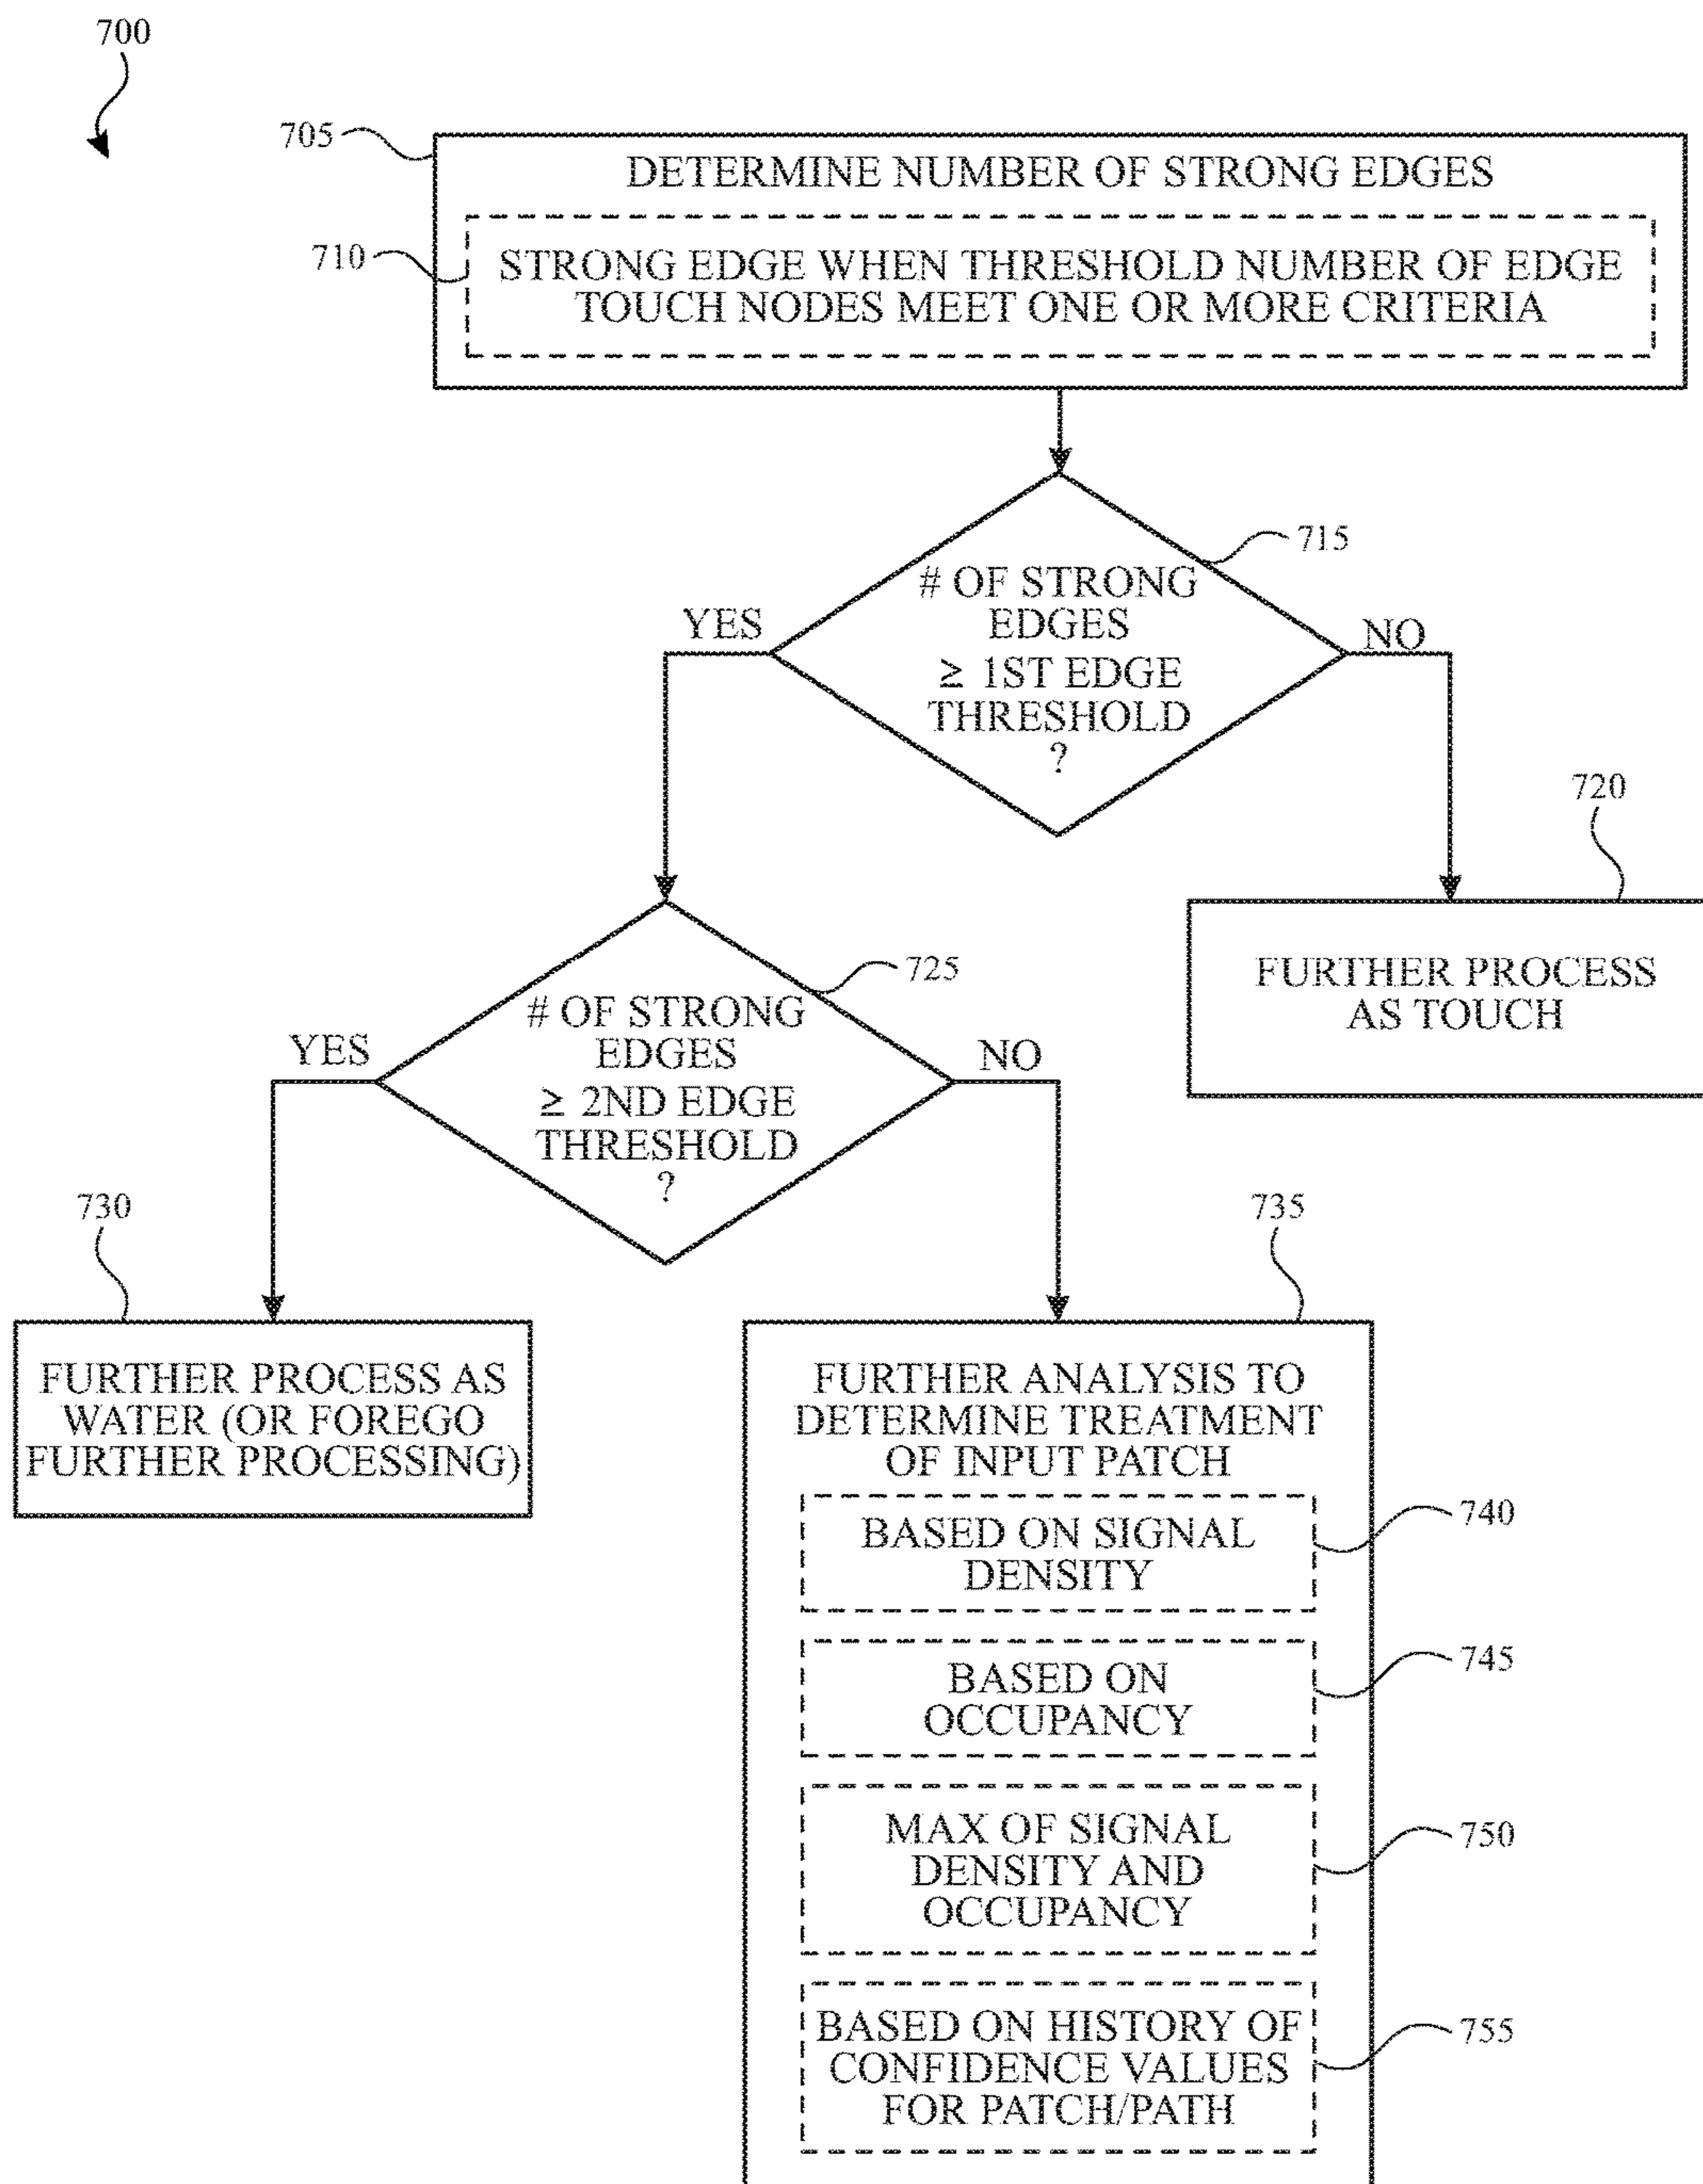 700
705
DETERMINE NUMBER OF STRONG EDGES
710
STRONG EDGE WHEN THRESHOLD NUMBER OF EDGE
TOUCH NODES MEET ONE OR MORE CRITERIA
715
# OF STRONG
EDGES
≥ 1ST EDGE
THRESHOLD
?
YES
NO
720
FURTHER PROCESS
AS TOUCH
725
# OF STRONG
EDGES
≥ 2ND EDGE
THRESHOLD
?
YES
NO
730
FURTHER PROCESS AS
WATER (OR FOREGO
FURTHER PROCESSING)
735
FURTHER ANALYSIS TO
DETERMINE TREATMENT
OF INPUT PATCH
740
BASED ON SIGNAL
DENSITY
745
BASED ON
OCCUPANCY
750
MAX OF SIGNAL
DENSITY AND
OCCUPANCY
755
BASED ON HISTORY OF
CONFIDENCE VALUES
FOR PATCH/PATH